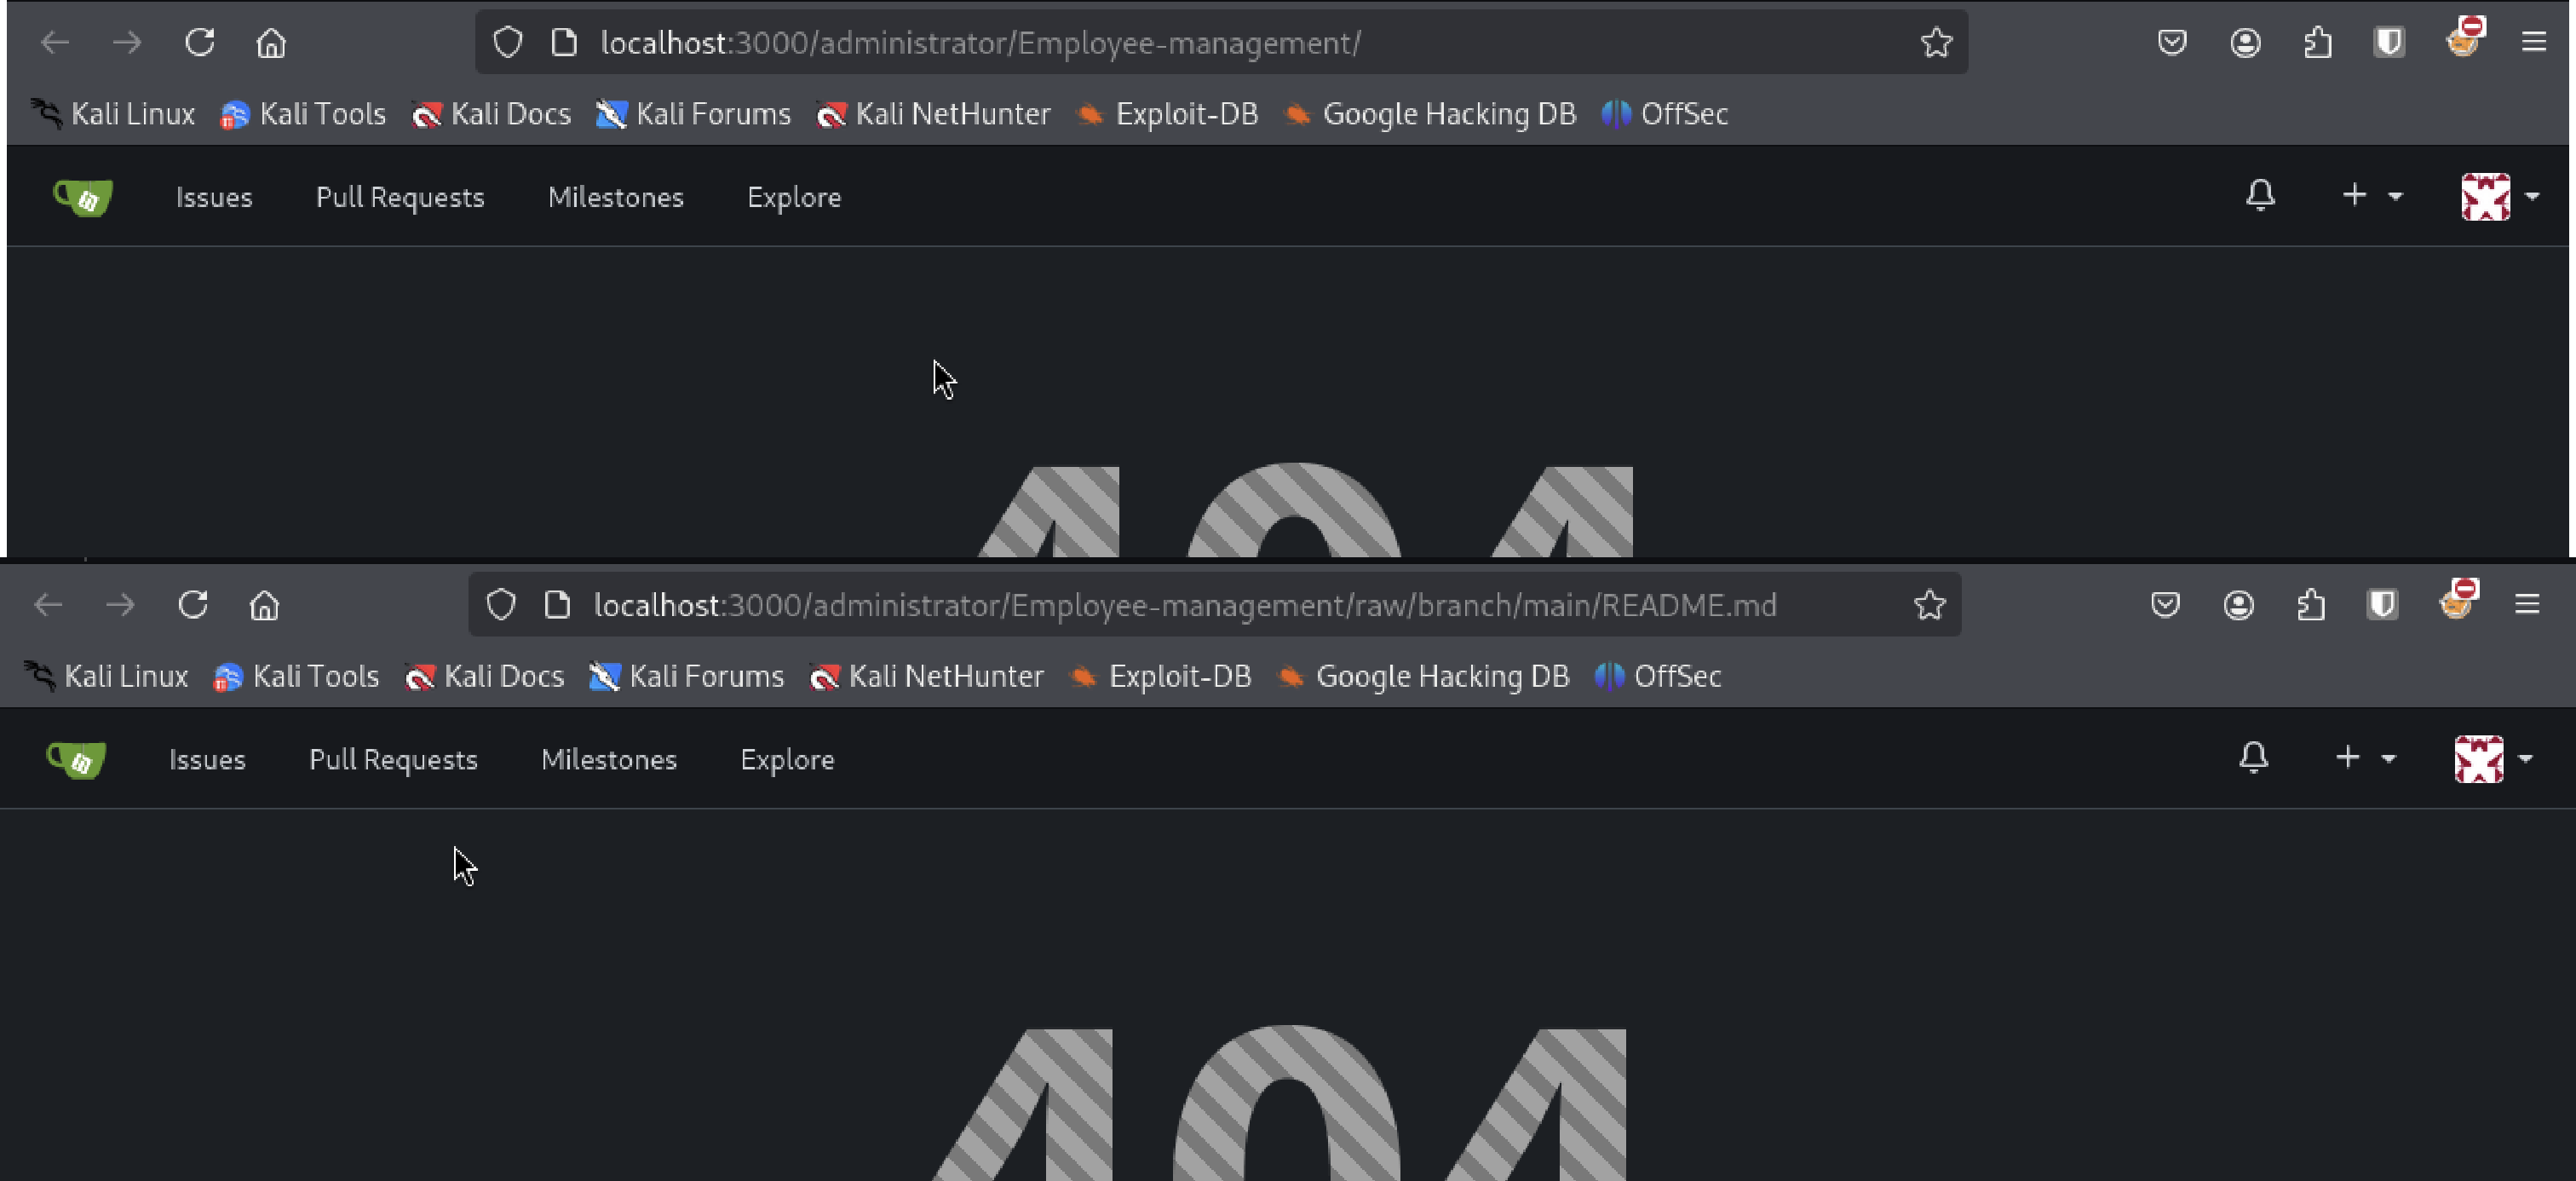 localhost:3000/administrator/Employee-management/
Kali Linux Kali Tools Kali Docs Kali Forums Kali NetHunter Exploit-DB Google Hacking DB OffSec
Issues Pull Requests Milestones Explore
404
localhost:3000/administrator/Employee-management/raw/branch/main/README.md
Kali Linux Kali Tools Kali Docs Kali Forums Kali NetHunter Exploit-DB Google Hacking DB OffSec
Issues Pull Requests Milestones Explore
404